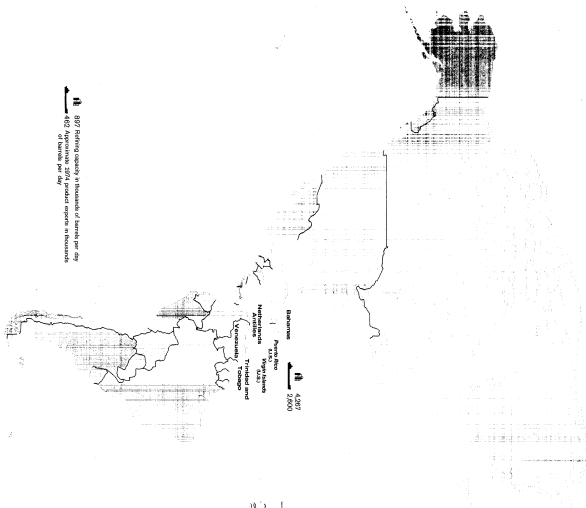 897 Refining capacity in thousands of barrels per day
462 Approximate 1974 product exports in thousands
of barrels per day
4,267
2,600
Bahamas
Puerto Rico
(U.S.)
Virgin Islands
(U.S.)
Netherlands
Antilles
Trinidad and
Tobago
Venezuela